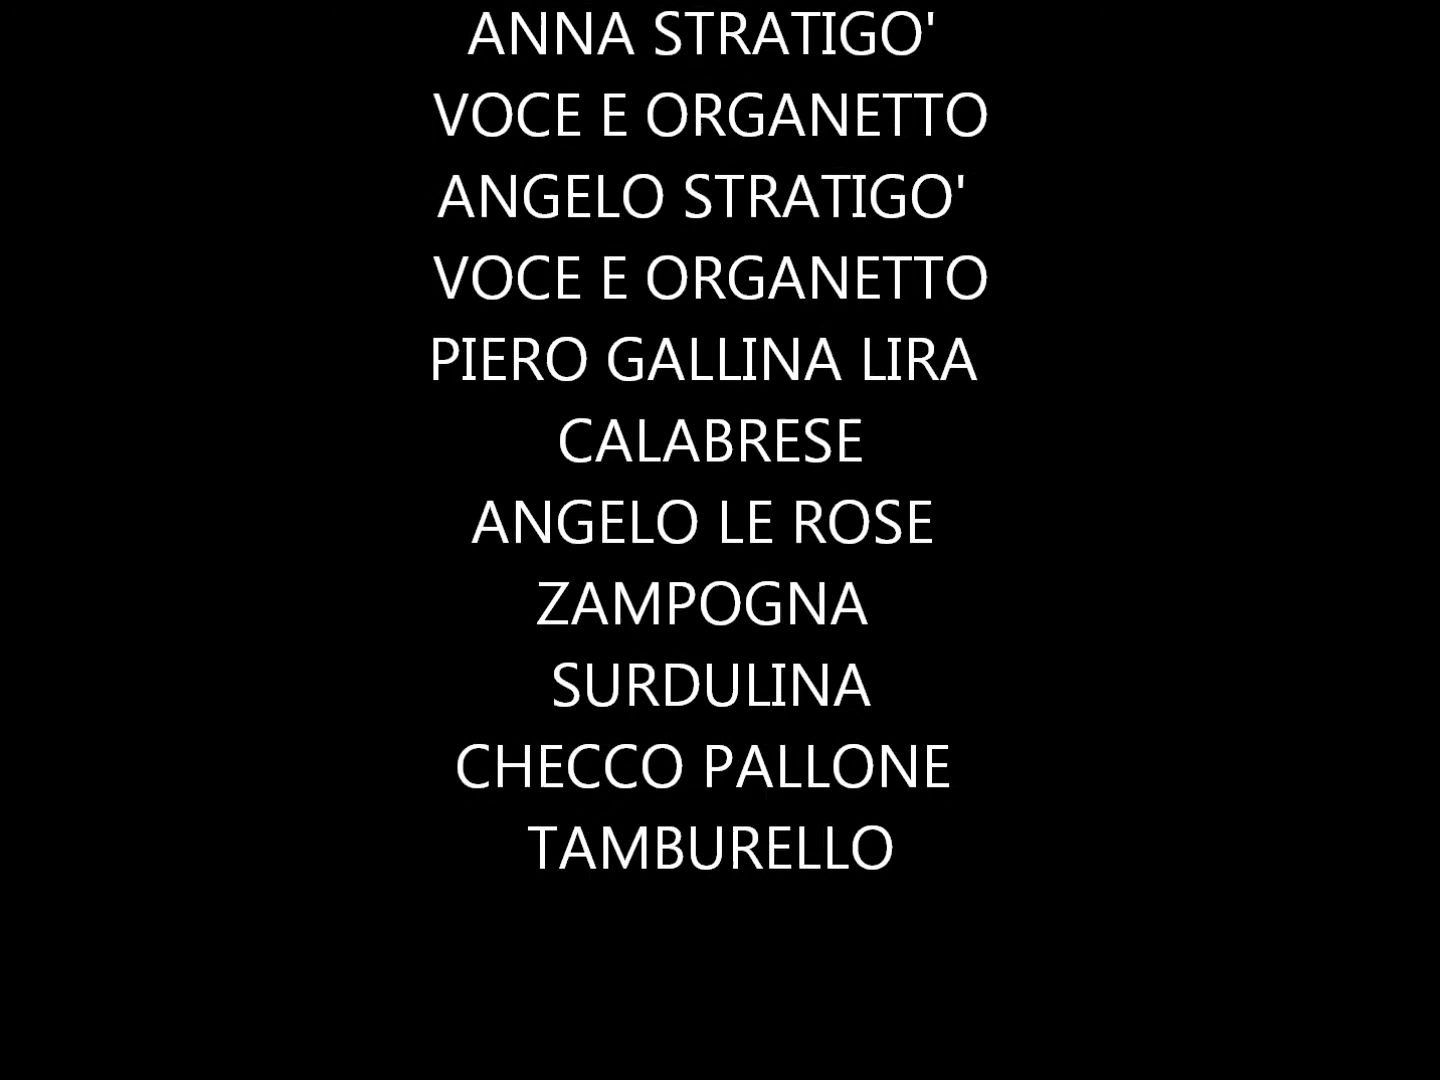 ANNA STRATIGO'
VOCE E ORGANETTO
ANGELO STRATIGO'
VOCE E ORGANETTO
PIERO GALLINA LIRA
CALABRESE
ANGELO LE ROSE
ZAMPOGNA
SURDULINA
CHECCO PALLONE
TAMBURELLO